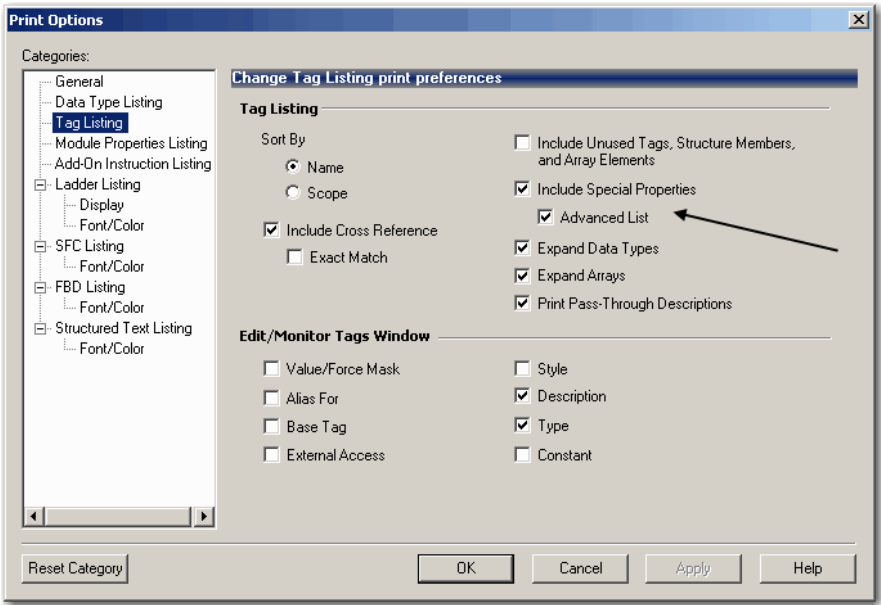 Print Options
Categories:
General
Data Type Listing
Tag Listing
Module Properties Listing
Add-On Instruction Listing
Ladder Listing
Display
Font/Color
SFC Listing
Font/Color
FBD Listing
Font/Color
Structured Text Listing
Font/Color
Change Tag Listing print preferences
Tag Listing
Sort By
Name
Scope
Include Cross Reference
Exact Match
Include Unused Tags, Structure Members,
and Array Elements
Include Special Properties
Advanced List
Expand Data Types
Expand Arrays
Print Pass-Through Descriptions
Edit/Monitor Tags Window
Value/Force Mask
Alias For
Base Tag
External Access
Style
Description
Type
Constant
Reset Category
OK
Cancel
Apply
Help